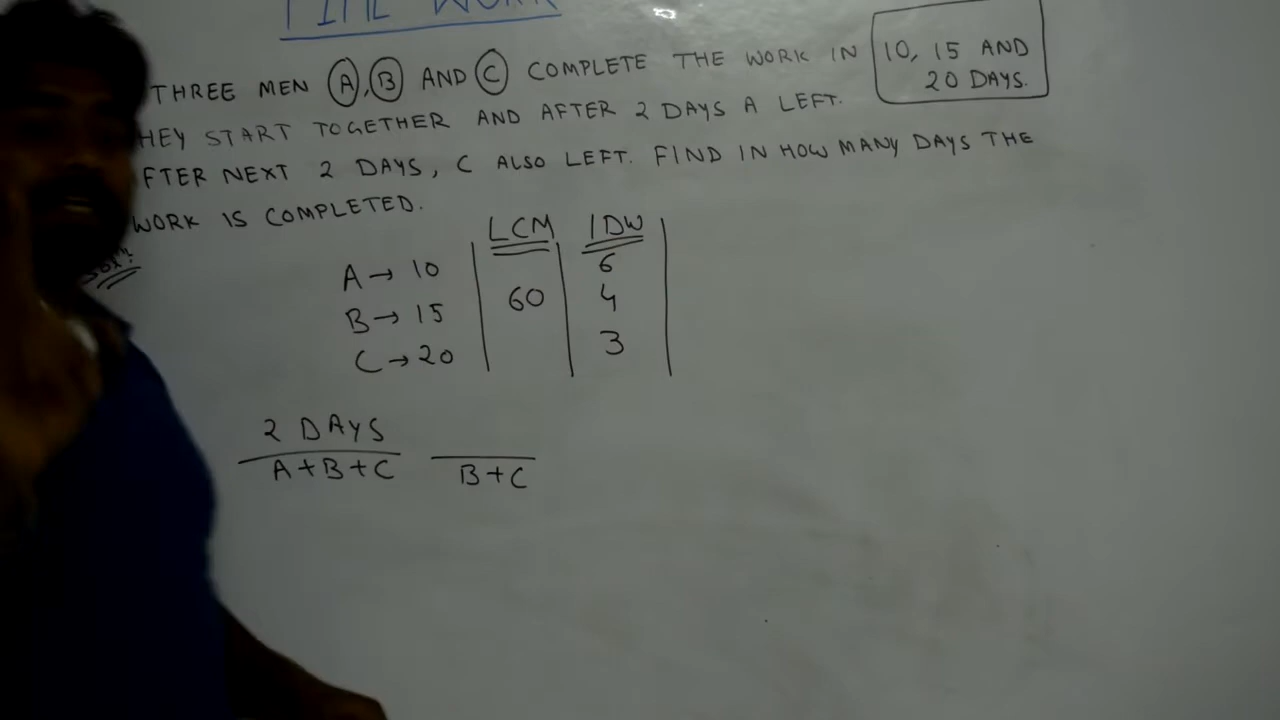 TIME WORK
THREE MEN A, B AND C COMPLETE THE WORK IN 10, 15 AND
20 DAYS.
HEY START TOGETHER AND AFTER 2 DAYS A LEFT.
FTER NEXT 2 DAYS, C ALSO LEFT. FIND IN HOW MANY DAYS THE
WORK IS COMPLETED.
LCM 1DW
A → 10 6
B → 15 60 4
C → 20 3
2 DAYS
A+B+C B+C